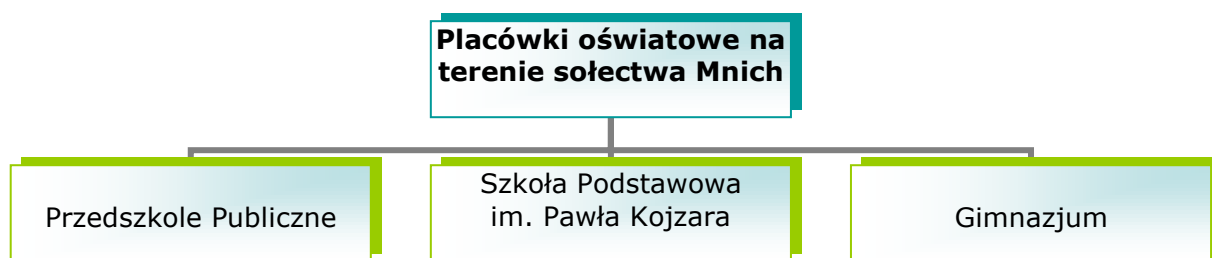 Placówki oświatowe na
terenie sołectwa Mnich
Przedszkole Publiczne
Szkoła Podstawowa
im. Pawła Kojzara
Gimnazjum